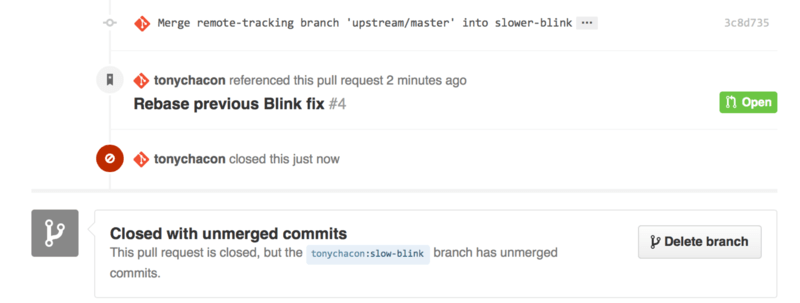 Merge remote-tracking branch 'upstream/master' into slower-blink … 3c8d735
tonychacon referenced this pull request 2 minutes ago
Rebase previous Blink fix #4 Open
tonychacon closed this just now
Closed with unmerged commits
This pull request is closed, but the tonychacon:slow-blink branch has unmerged
commits.
Delete branch